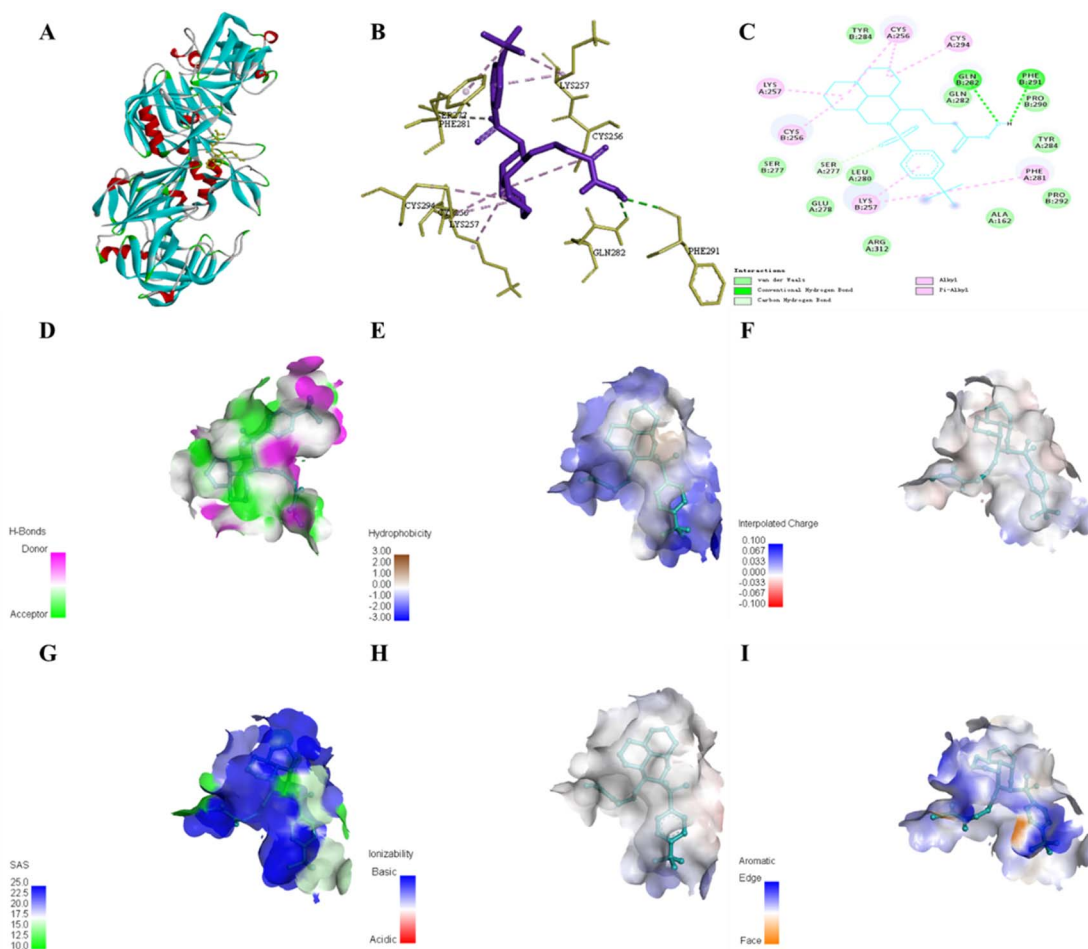 A
B
C
LYS257
PHE281
CYS256
CYS294
LYS257
GLN282
PHE291
TYR
B:284
CYS
A:256
CYS
A:294
LYS
A:257
GLN
B:282
PHE
B:291
GLN
A:282
PRO
B:290
CYS
B:256
TYR
A:284
SER
B:277
SER
A:277
LEU
A:280
PHE
A:281
GLU
A:278
LYS
B:257
PRO
B:292
ALA
A:162
ARG
A:312
Interactions
van der Waals
Conventional Hydrogen Bond
Carbon Hydrogen Bond
Alkyl
Pi-Alkyl
D
E
F
H-Bonds
Donor
Acceptor
Hydrophobicity
3.00
2.00
1.00
0.00
-1.00
-2.00
-3.00
Interpolated Charge
0.100
0.067
0.033
0.000
-0.033
-0.067
-0.100
G
H
I
SAS
25.0
22.5
20.0
17.5
15.0
12.5
10.0
Ionizability
Basic
Acidic
Aromatic
Edge
Face